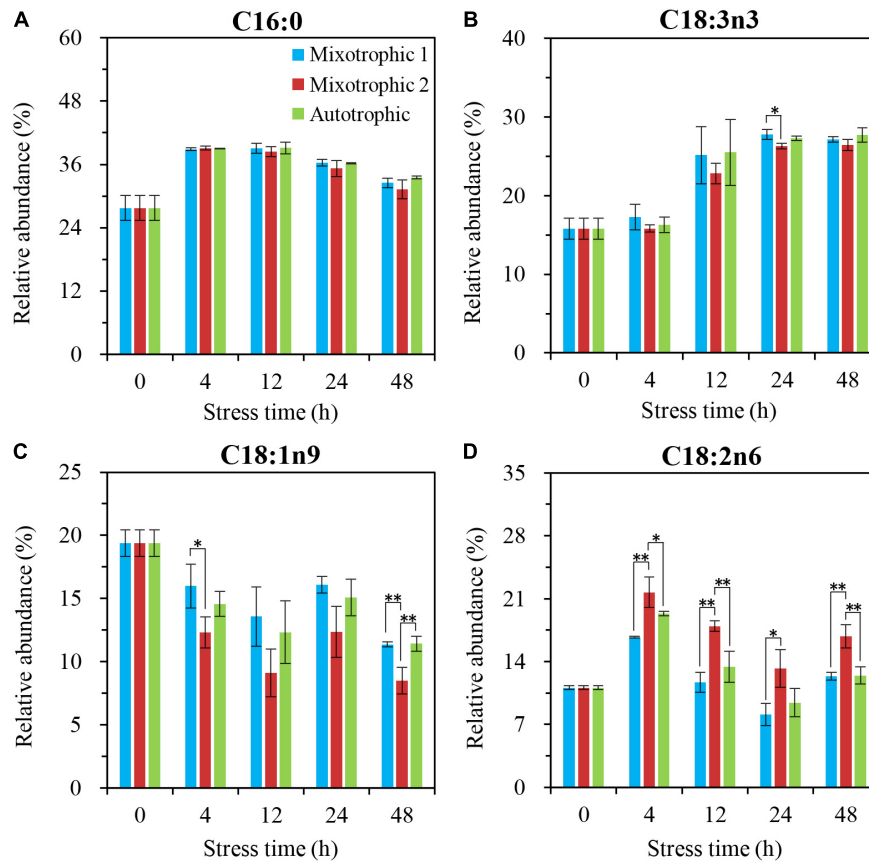 A
C16:0
60
48
36
24
12
0
Relative abundance (%)
Mixotrophic 1
Mixotrophic 2
Autotrophic
0 4 12 24 48
Stress time (h)
B
C18:3n3
40
30
20
10
0
Relative abundance (%)
*
0 4 12 24 48
Stress time (h)
C
C18:1n9
25
20
15
10
5
0
Relative abundance (%)
*
**
**
0 4 12 24 48
Stress time (h)
D
C18:2n6
35
28
21
14
7
0
Relative abundance (%)
**
*
**
**
*
**
**
0 4 12 24 48
Stress time (h)